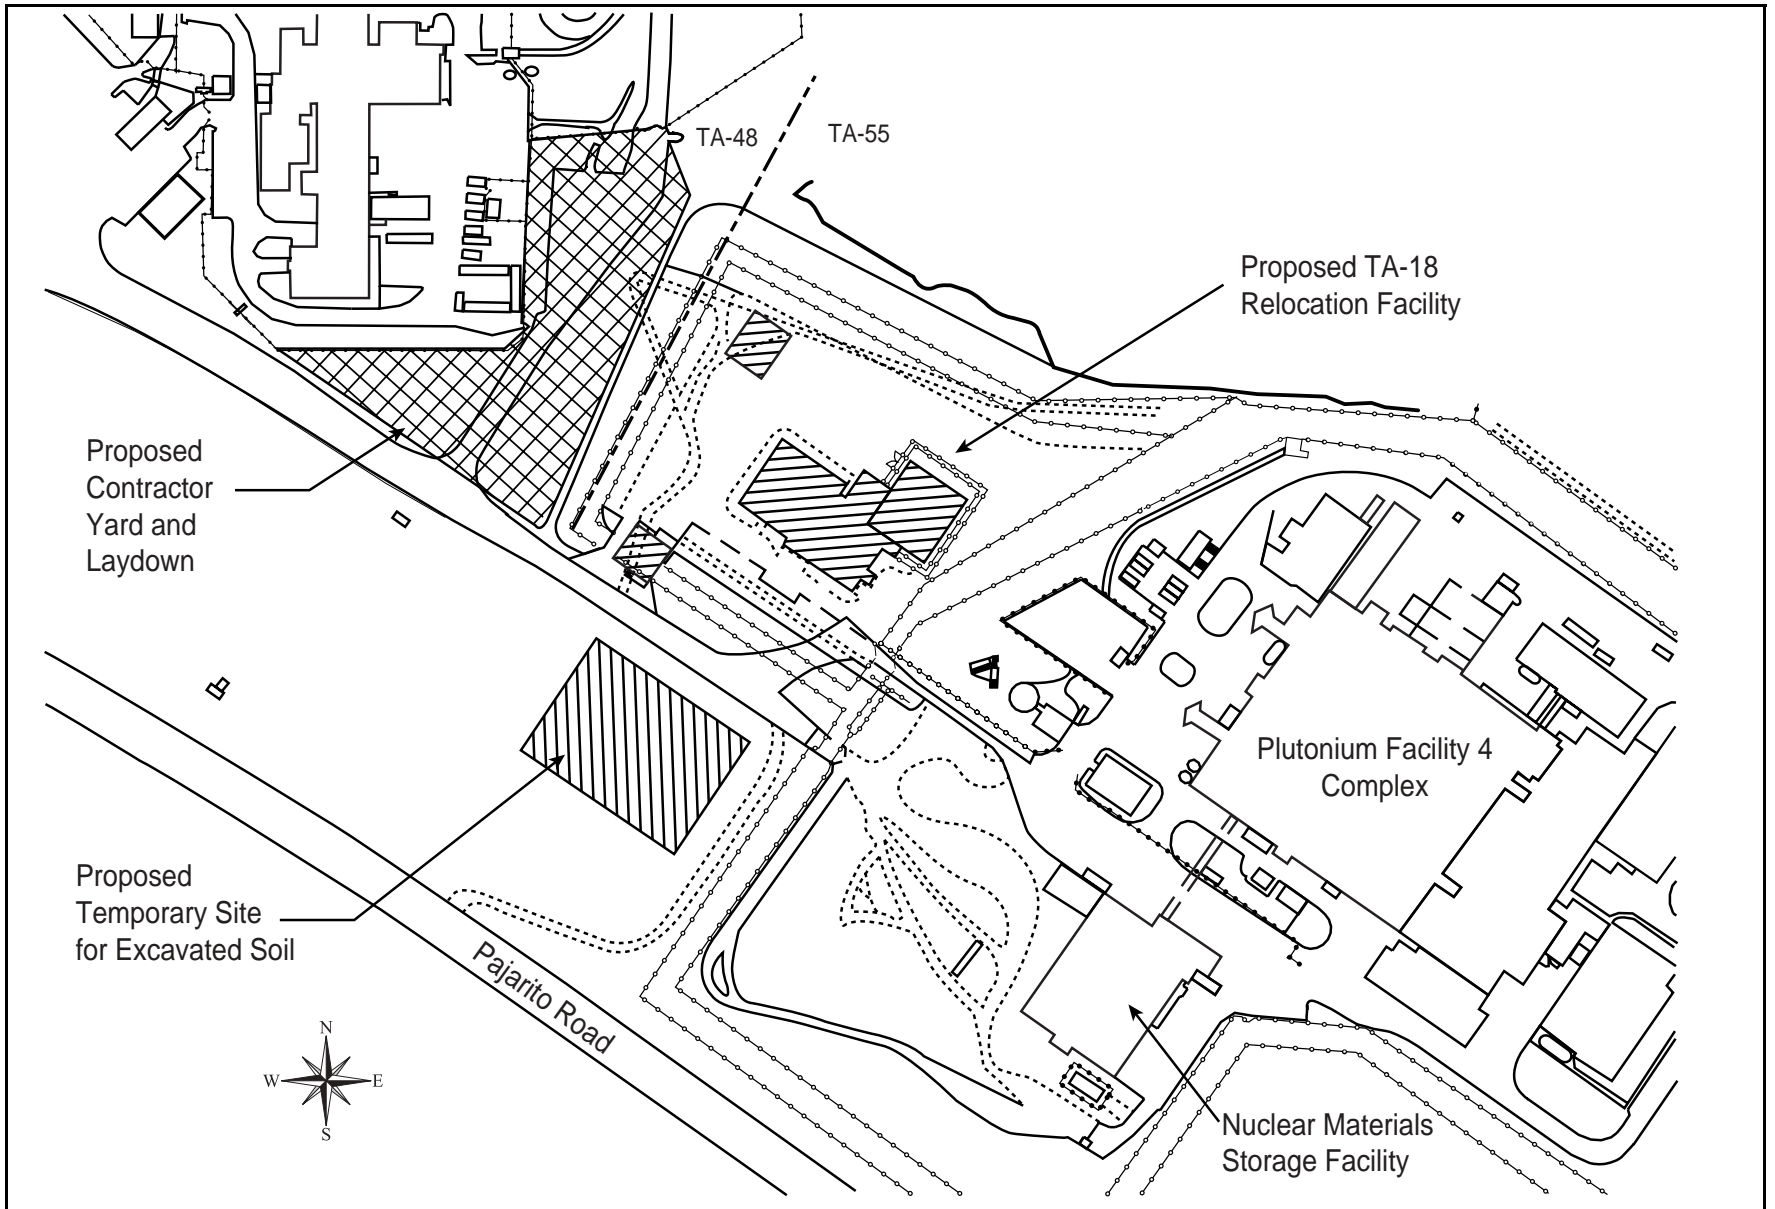 TA-48
TA-55
Proposed TA-18
Relocation Facility
Proposed
Contractor
Yard and
Laydown
Plutonium Facility 4
Complex
Proposed
Temporary Site
for Excavated Soil
Pajarito Road
N
W
E
S
Nuclear Materials
Storage Facility